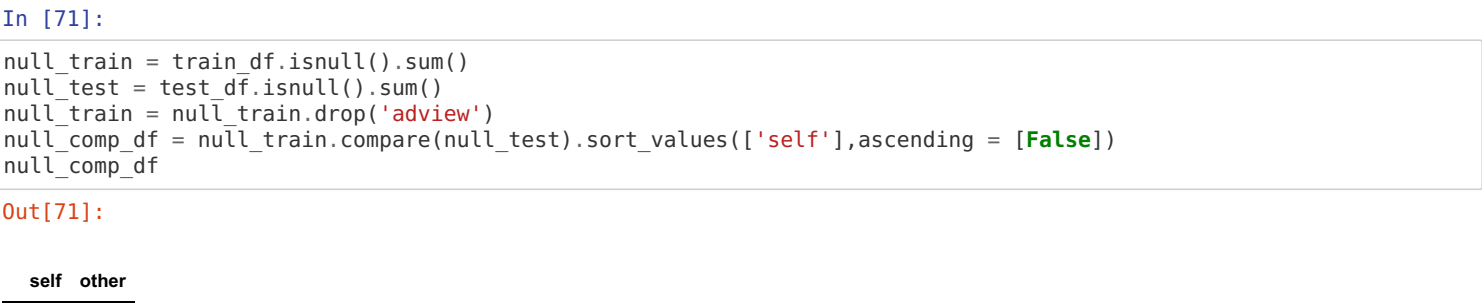 In [71]:
null_train = train_df.isnull().sum()
null_test = test_df.isnull().sum()
null_train = null_train.drop('adview')
null_comp_df = null_train.compare(null_test).sort_values(['self'],ascending = [False])
null_comp_df
Out[71]:
self other